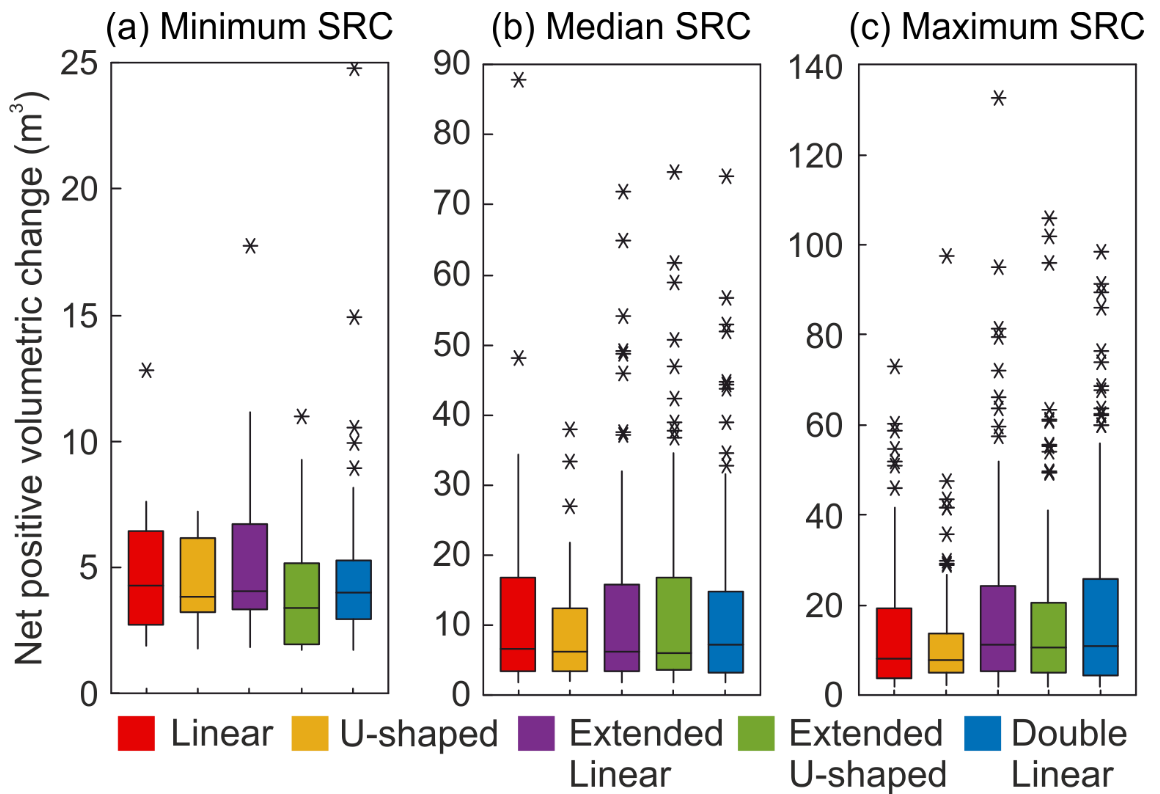 (a) Minimum SRC
(b) Median SRC
(c) Maximum SRC
Net positive volumetric change (m³)
25
20
15
10
5
0
90
80
70
60
50
40
30
20
10
0
140
120
100
80
60
40
20
0
Linear
U-shaped
Extended
Linear
Extended
U-shaped
Double
Linear